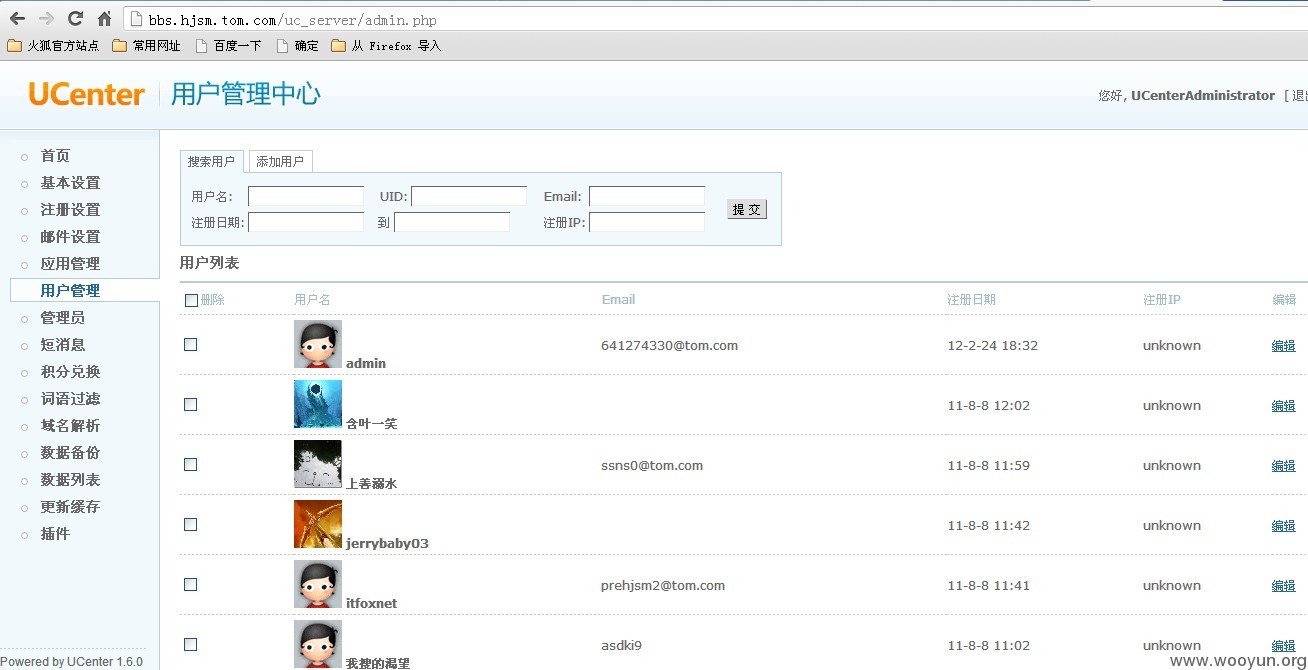 bbs.hjsm.tom.com/uc_server/admin.php
火狐官方站点 常用网址 百度一下 确定 从 Firefox 导入
UCenter 用户管理中心
您好, UCenterAdministrator [ 退出
首页
基本设置
注册设置
邮件设置
应用管理
用户管理
管理员
短消息
积分兑换
词语过滤
域名解析
数据备份
数据列表
更新缓存
插件
Powered by UCenter 1.6.0
搜索用户 添加用户
用户名: UID: Email: 提 交
注册日期: 到 注册IP:
用户列表
删除 用户名 Email 注册日期 注册IP 编辑
admin 641274330@tom.com 12-2-24 18:32 unknown 编辑
含叶一笑 11-8-8 12:02 unknown 编辑
上善溺水 ssns0@tom.com 11-8-8 11:59 unknown 编辑
jerrybaby03 11-8-8 11:42 unknown 编辑
itfoxnet prehjsm2@tom.com 11-8-8 11:41 unknown 编辑
我搜的渴望 asdki9 11-8-8 11:02 unknown 编辑
www.wooyun.org